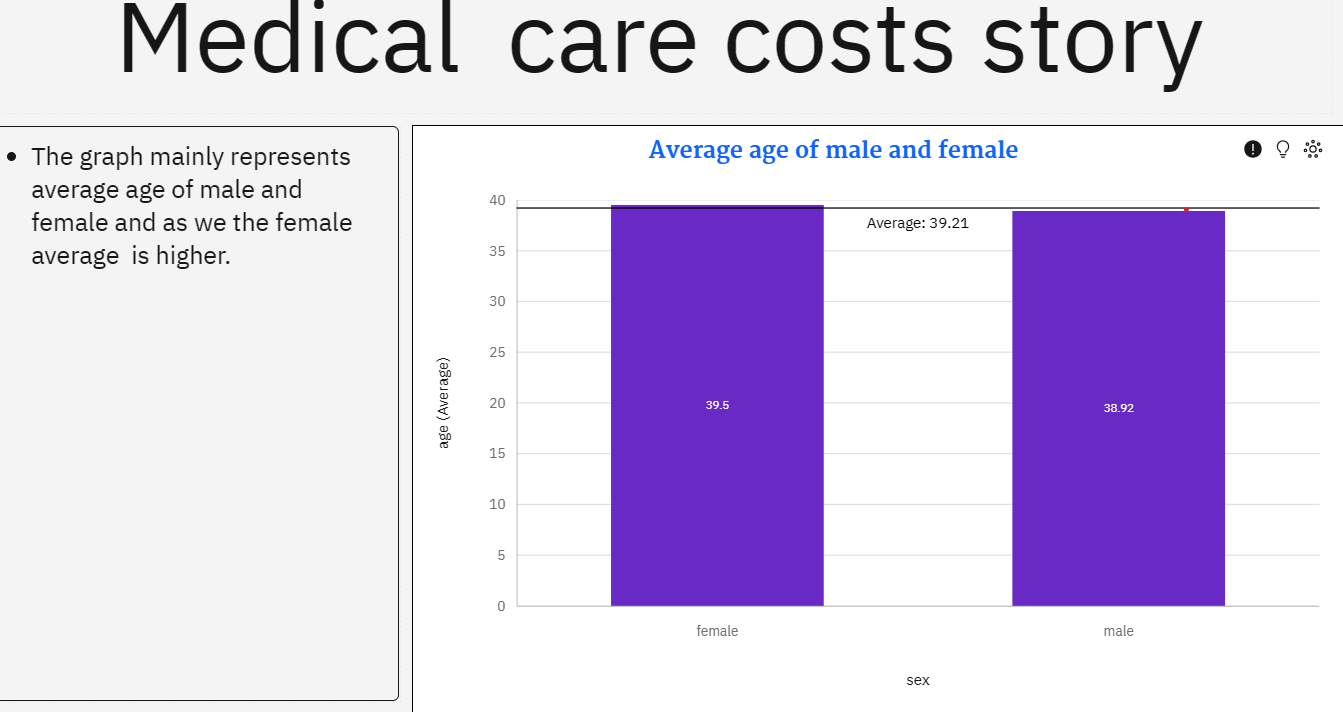 Medical  care costs story
• The graph mainly represents
average age of male and
female and as we the female
average  is higher.
Average age of male and female
age (Average)
40
35
30
25
20
15
10
5
0
Average: 39.21
39.5
38.92
female
male
sex